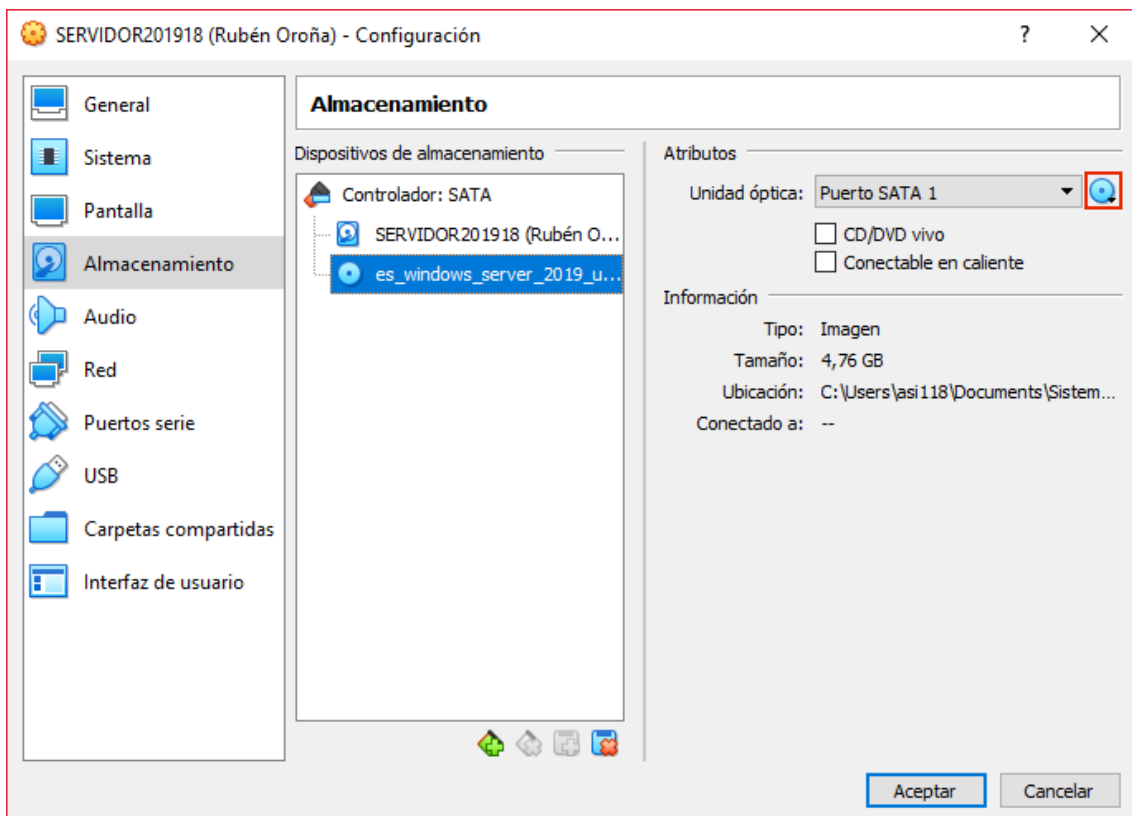 SERVIDOR201918 (Rubén Oroña) - Configuración
?
General
Sistema
Pantalla
Almacenamiento
Audio
Red
Puertos serie
USB
Carpetas compartidas
Interfaz de usuario
Almacenamiento
Dispositivos de almacenamiento
Controlador: SATA
SERVIDOR201918 (Rubén O...
es_windows_server_2019_u...
Atributos
Unidad óptica: Puerto SATA 1
CD/DVD vivo
Conectable en caliente
Información
Tipo: Imagen
Tamaño: 4,76 GB
Ubicación: C:\Users\asi118\Documents\Sistem...
Conectado a: --
Aceptar
Cancelar